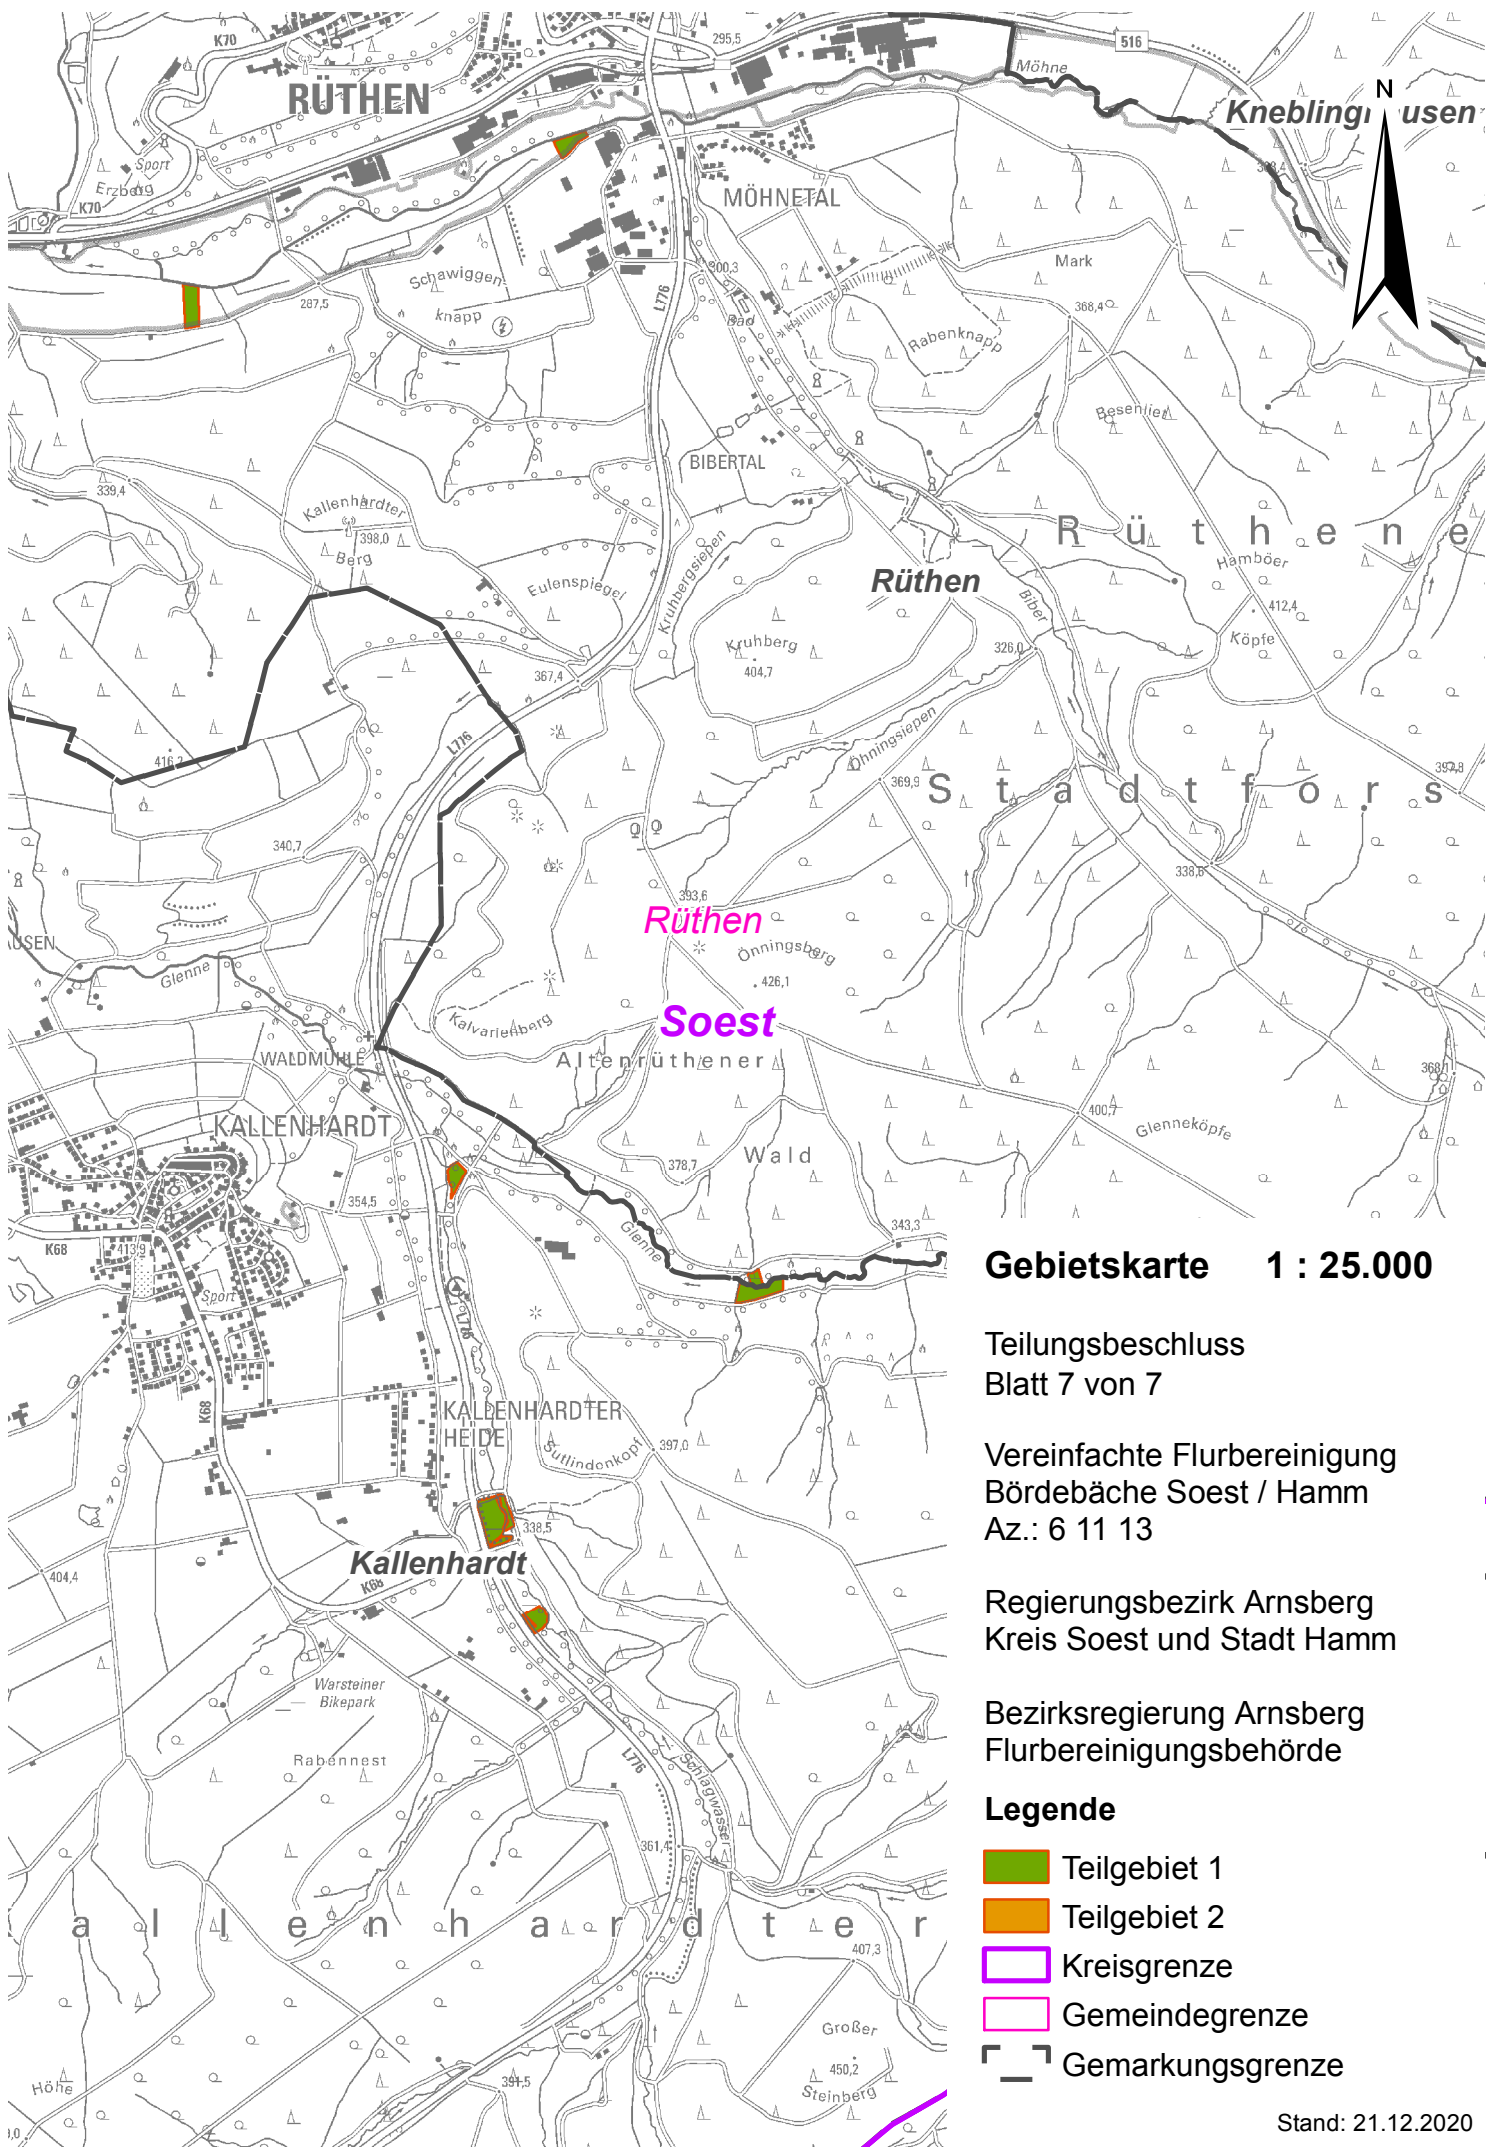 K70
295,5
516
Möhne
N
RÜTHEN
Sport
Erzberg
K70
MÖHNETAL
Schawiggen-
knapp
287,5
300,3
L776
Bad
Mark
368,4
Rabenknapp
Besenliet
BIBERTAL
339,4
Kallenhardter
398,0
Berg
Eulenspiegel
Kruhbergsiepen
Rüthen
Biber
R ü t h e n e
Hamböer
412,4
Köpfe
Kruhberg
404,7
326,0
367,4
416,2
L776
Öhningsiepen
369,9
S t a d t f o r s
397,8
340,7
338,6
393,6
Rüthen
Önningsberg
426,1
USEN
Glenne
Kalvarienberg
Soest
WALDMÜHLE
Altenrüthener
368,1
KALLENHARDT
400,7
Glenneköpfe
Wald
378,7
354,5
343,3
K68
413,9
Glenne
Sport
L776
K68
KALLENHARDTER
HEIDE
Sutlindenkopf
397,0
338,5
Kallenhardt
404,4
K68
Warsteiner
Bikepark
Rabennest
L776
Schlagwasser
361,4
a l l e n h a r d t e r
407,3
Großer
450,2
Steinberg
Höhe
391,5
Gebietskarte 1 : 25.000
Teilungsbeschluss
Blatt 7 von 7
Vereinfachte Flurbereinigung
Bördebäche Soest / Hamm
Az.: 6 11 13
Regierungsbezirk Arnsberg
Kreis Soest und Stadt Hamm
Bezirksregierung Arnsberg
Flurbereinigungsbehörde
Legende
Teilgebiet 1
Teilgebiet 2
Kreisgrenze
Gemeindegrenze
Gemarkungsgrenze
Stand: 21.12.2020